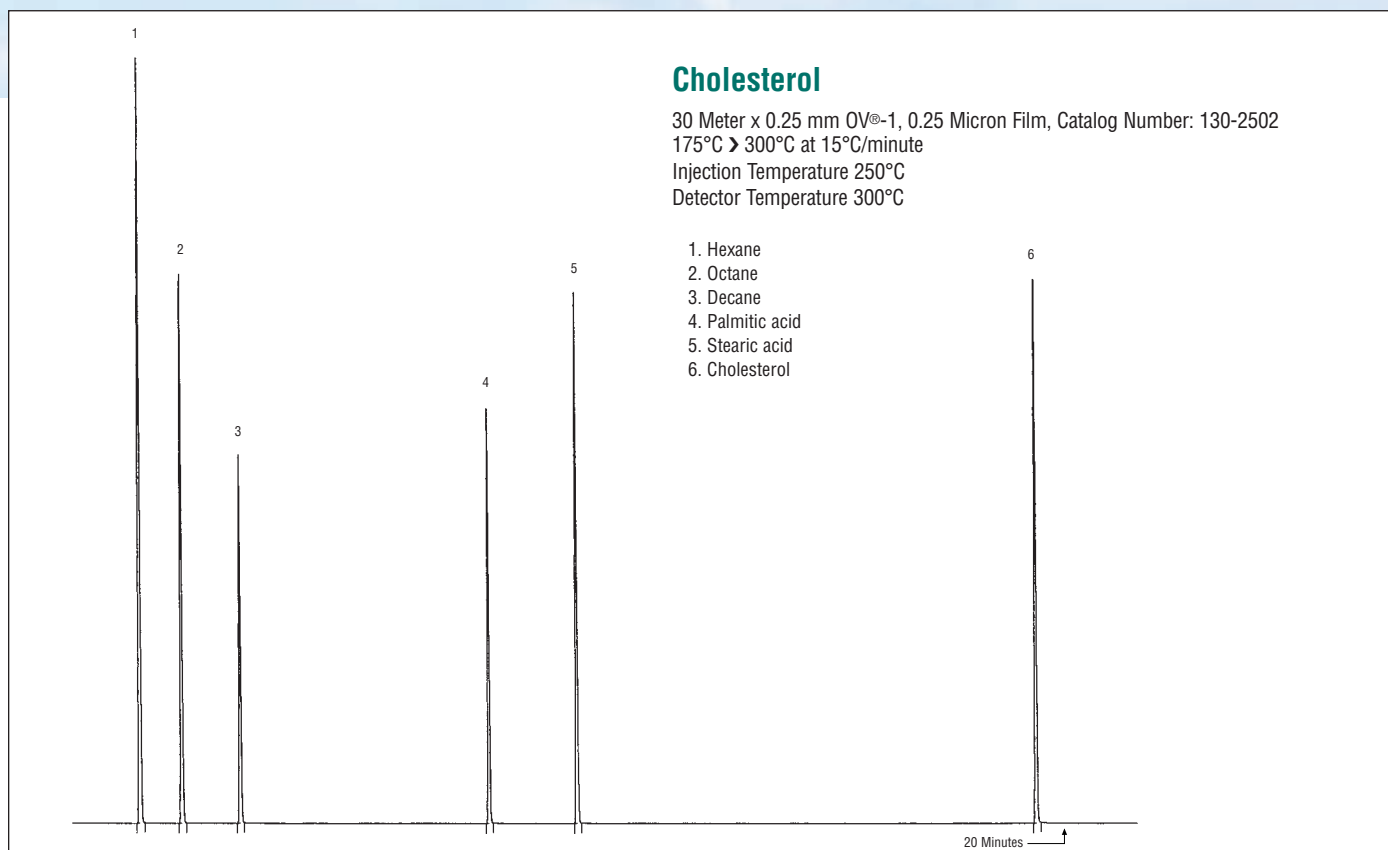 Cholesterol
30 Meter x 0.25 mm OV®-1, 0.25 Micron Film, Catalog Number: 130-2502
175°C ❯ 300°C at 15°C/minute
Injection Temperature 250°C
Detector Temperature 300°C
1. Hexane
2. Octane
3. Decane
4. Palmitic acid
5. Stearic acid
6. Cholesterol
1
2
3
4
5
6
20 Minutes